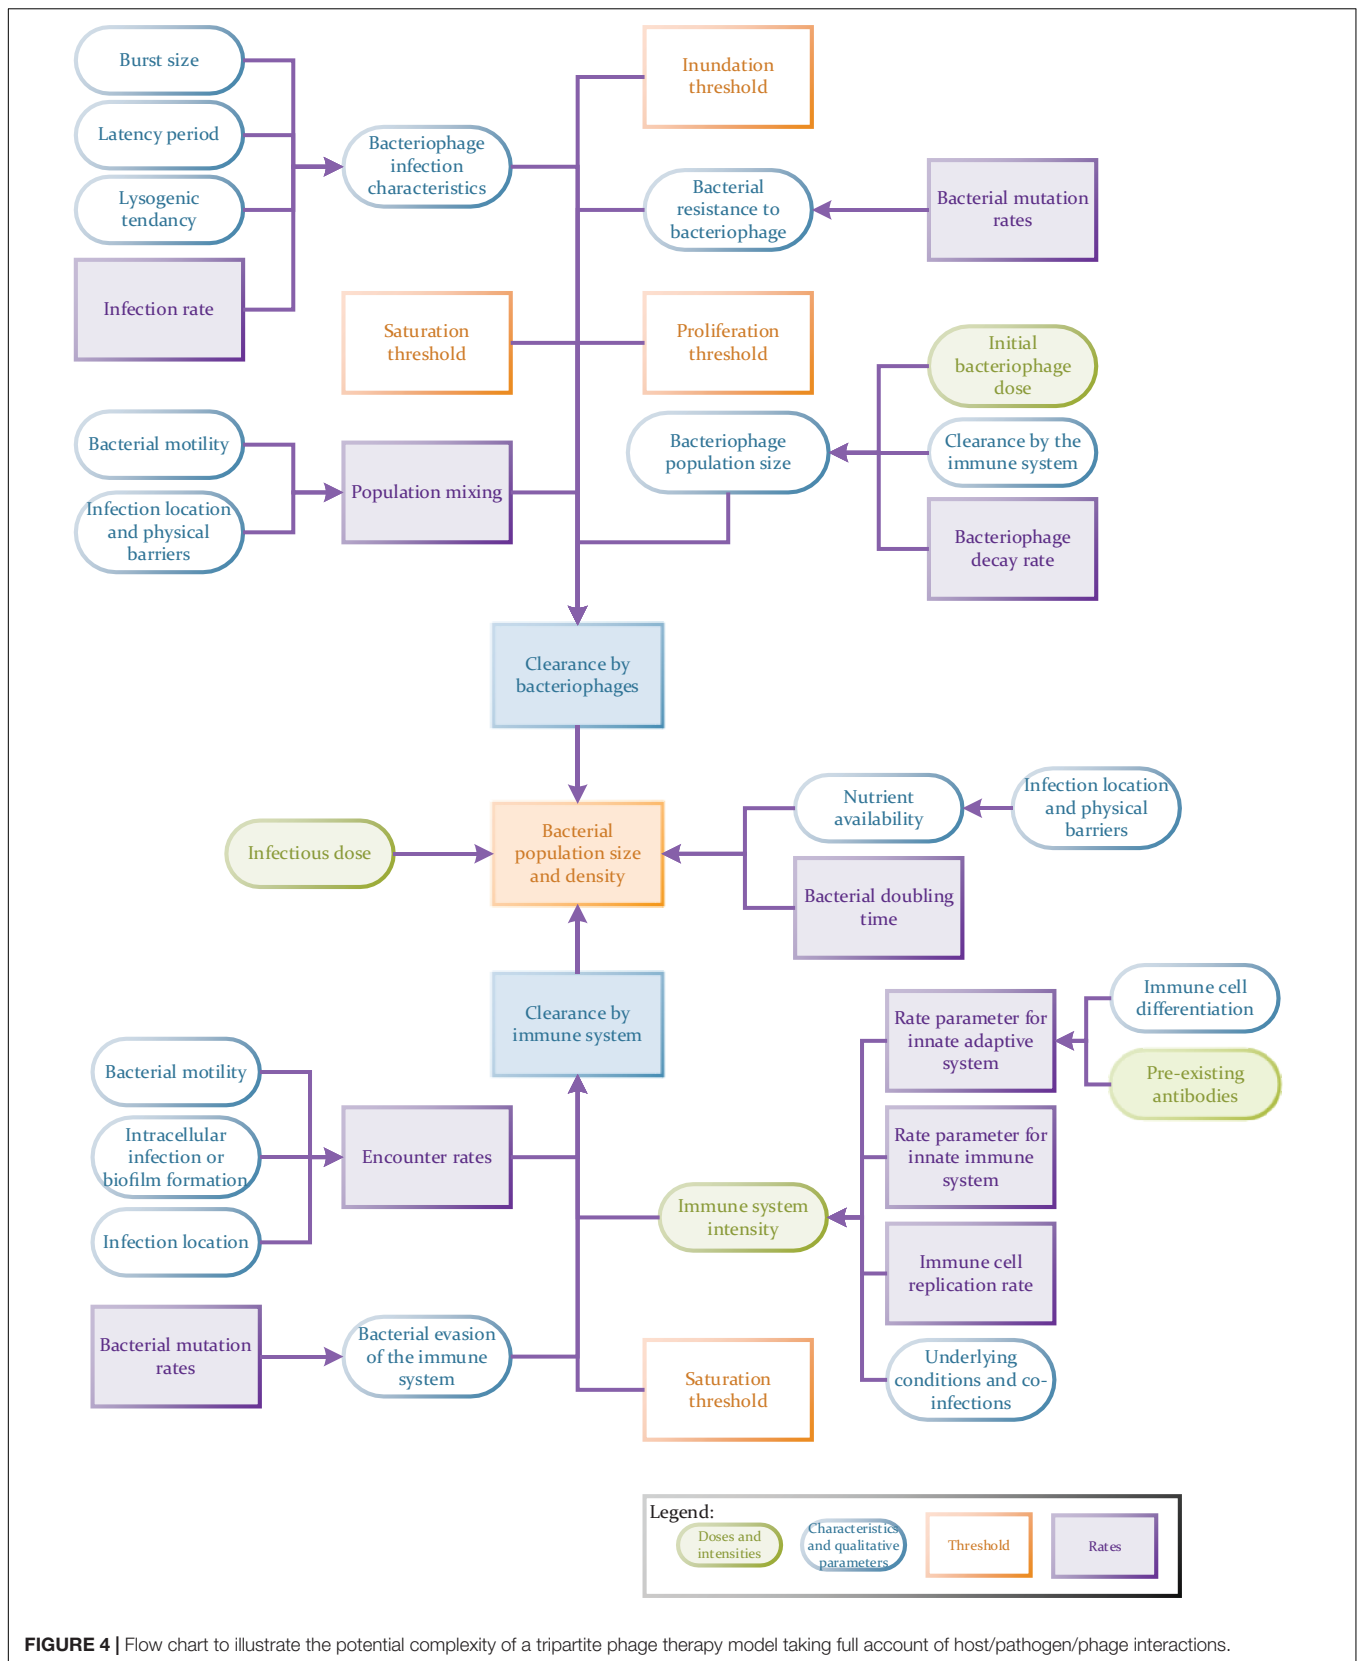 Burst size
Latency period
Lysogenic
tendancy
Infection rate
Bacteriophage
infection
characteristics
Inundation
threshold
Bacterial
resistance to
bacteriophage
Bacterial mutation
rates
Saturation
threshold
Proliferation
threshold
Initial
bacteriophage
dose
Bacterial motility
Infection location
and physical
barriers
Population mixing
Bacteriophage
population size
Clearance by the
immune system
Bacteriophage
decay rate
Clearance by
bacteriophages
Infectious dose
Bacterial
population size
and density
Nutrient
availability
Infection location
and physical
barriers
Bacterial doubling
time
Clearance by
immune system
Rate parameter for
innate adaptive
system
Immune cell
differentiation
Pre-existing
antibodies
Bacterial motility
Intracellular
infection or
biofilm formation
Infection location
Encounter rates
Rate parameter for
innate immune
system
Immune system
intensity
Immune cell
replication rate
Bacterial mutation
rates
Bacterial evasion
of the immune
system
Saturation
threshold
Underlying
conditions and co-
infections
Legend:
Doses and
intensities
Characteristics
and qualitative
parameters
Threshold
Rates
FIGURE 4 | Flow chart to illustrate the potential complexity of a tripartite phage therapy model taking full account of host/pathogen/phage interactions.